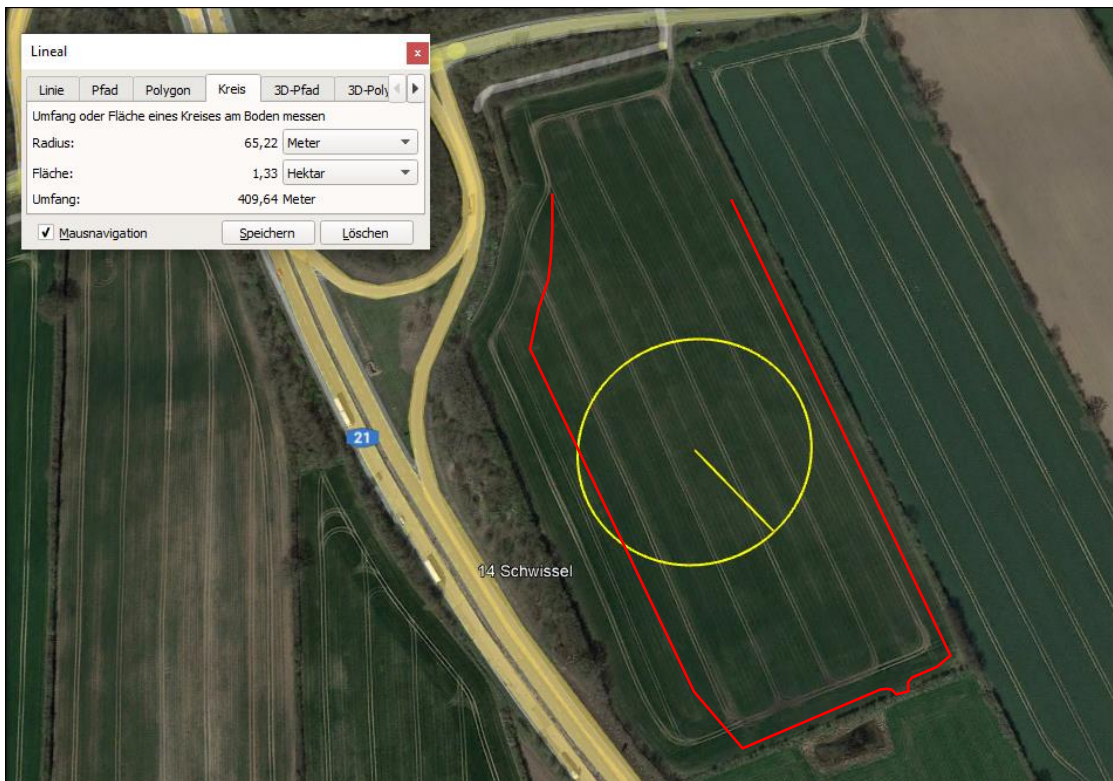 Lineal
x
Linie Pfad Polygon Kreis 3D-Pfad 3D-Poly
Umfang oder Fläche eines Kreises am Boden messen
Radius: 65,22 Meter
Fläche: 1,33 Hektar
Umfang: 409,64 Meter
Mausnavigation Speichern Löschen
21
14 Schwissel